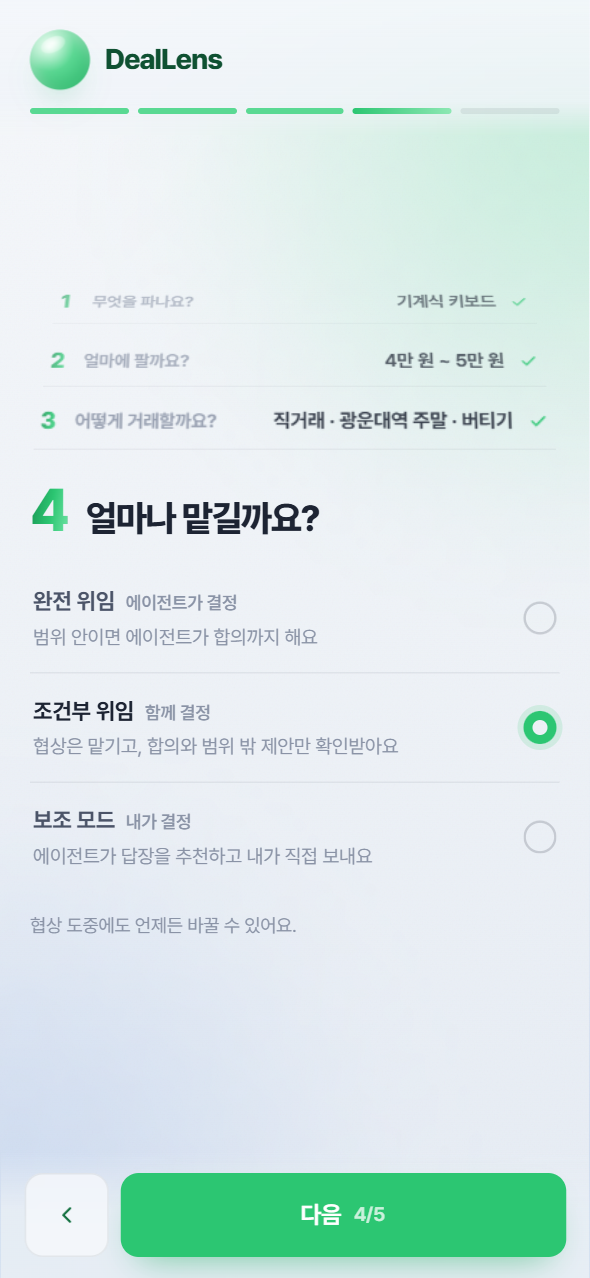 DealLens
1 무엇을 파나요? 기계식 키보드
2 얼마에 팔까요? 4만 원 ~ 5만 원
3 어떻게 거래할까요? 직거래 · 광운대역 주말 · 버티기
4 얼마나 맡길까요?
완전 위임 에이전트가 결정
범위 안이면 에이전트가 합의까지 해요
조건부 위임 함께 결정
협상은 맡기고, 합의와 범위 밖 제안만 확인받아요
보조 모드 내가 결정
에이전트가 답장을 추천하고 내가 직접 보내요
협상 도중에도 언제든 바꿀 수 있어요.
다음 4/5